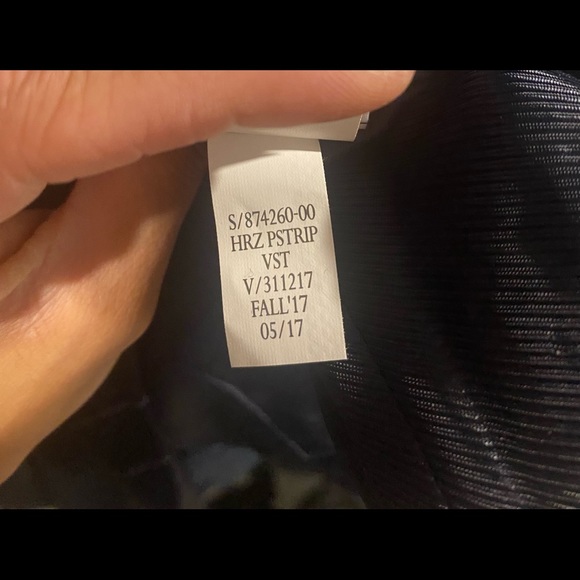 S/874260-00
HRZ PSTRIP
VST
V/311217
FALL'17
05/17